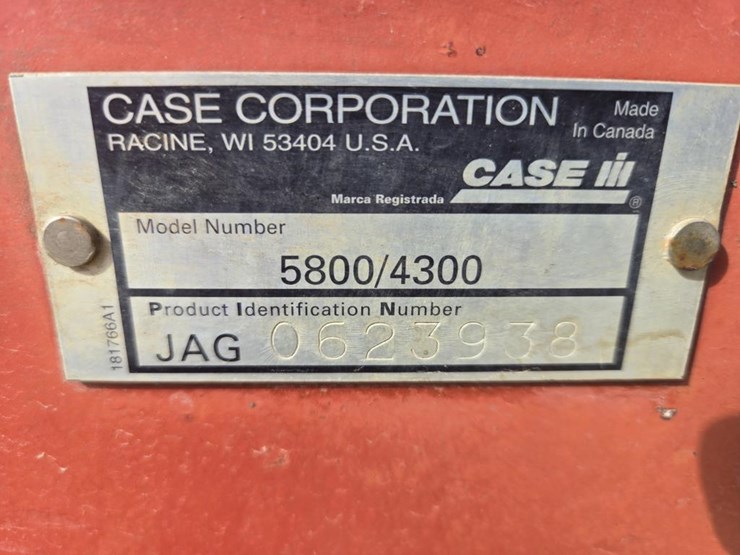 CASE CORPORATION
Made
In Canada
RACINE, WI 53404 U.S.A.
Marca Registrada CASE IH ®
Model Number
5800/4300
Product Identification Number
JAG 0623938
181766A1